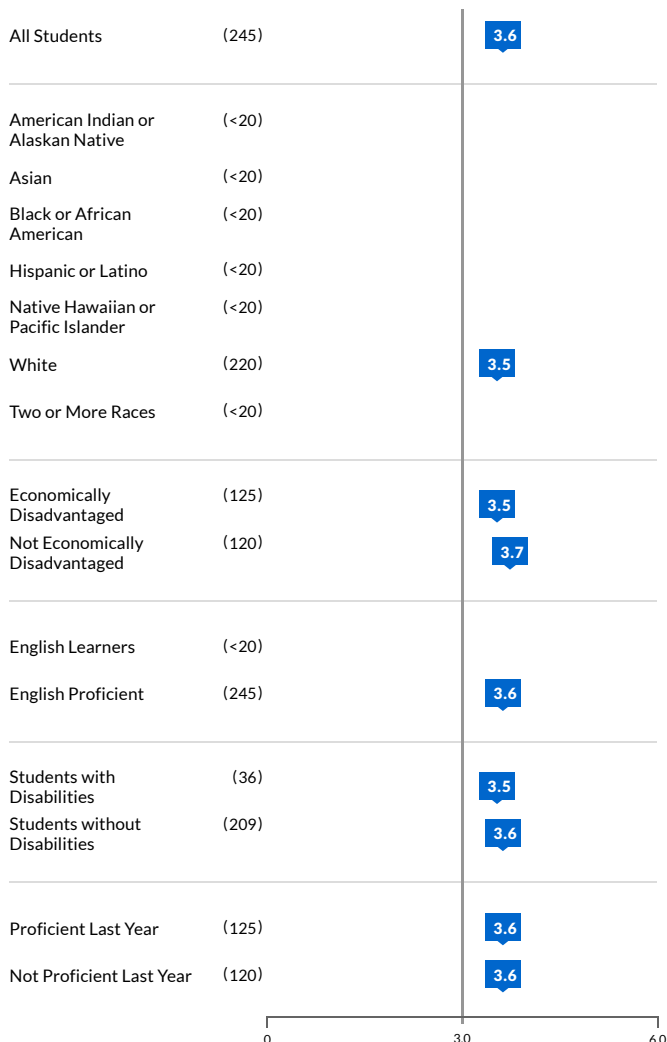 All Students (245) 3.6
American Indian or (<20)
Alaskan Native
Asian (<20)
Black or African (<20)
American
Hispanic or Latino (<20)
Native Hawaiian or (<20)
Pacific Islander
White (220) 3.5
Two or More Races (<20)
Economically (125) 3.5
Disadvantaged
Not Economically (120) 3.7
Disadvantaged
English Learners (<20)
English Proficient (245) 3.6
Students with (36) 3.5
Disabilities
Students without (209) 3.6
Disabilities
Proficient Last Year (125) 3.6
Not Proficient Last Year (120) 3.6
0 3.0 6.0